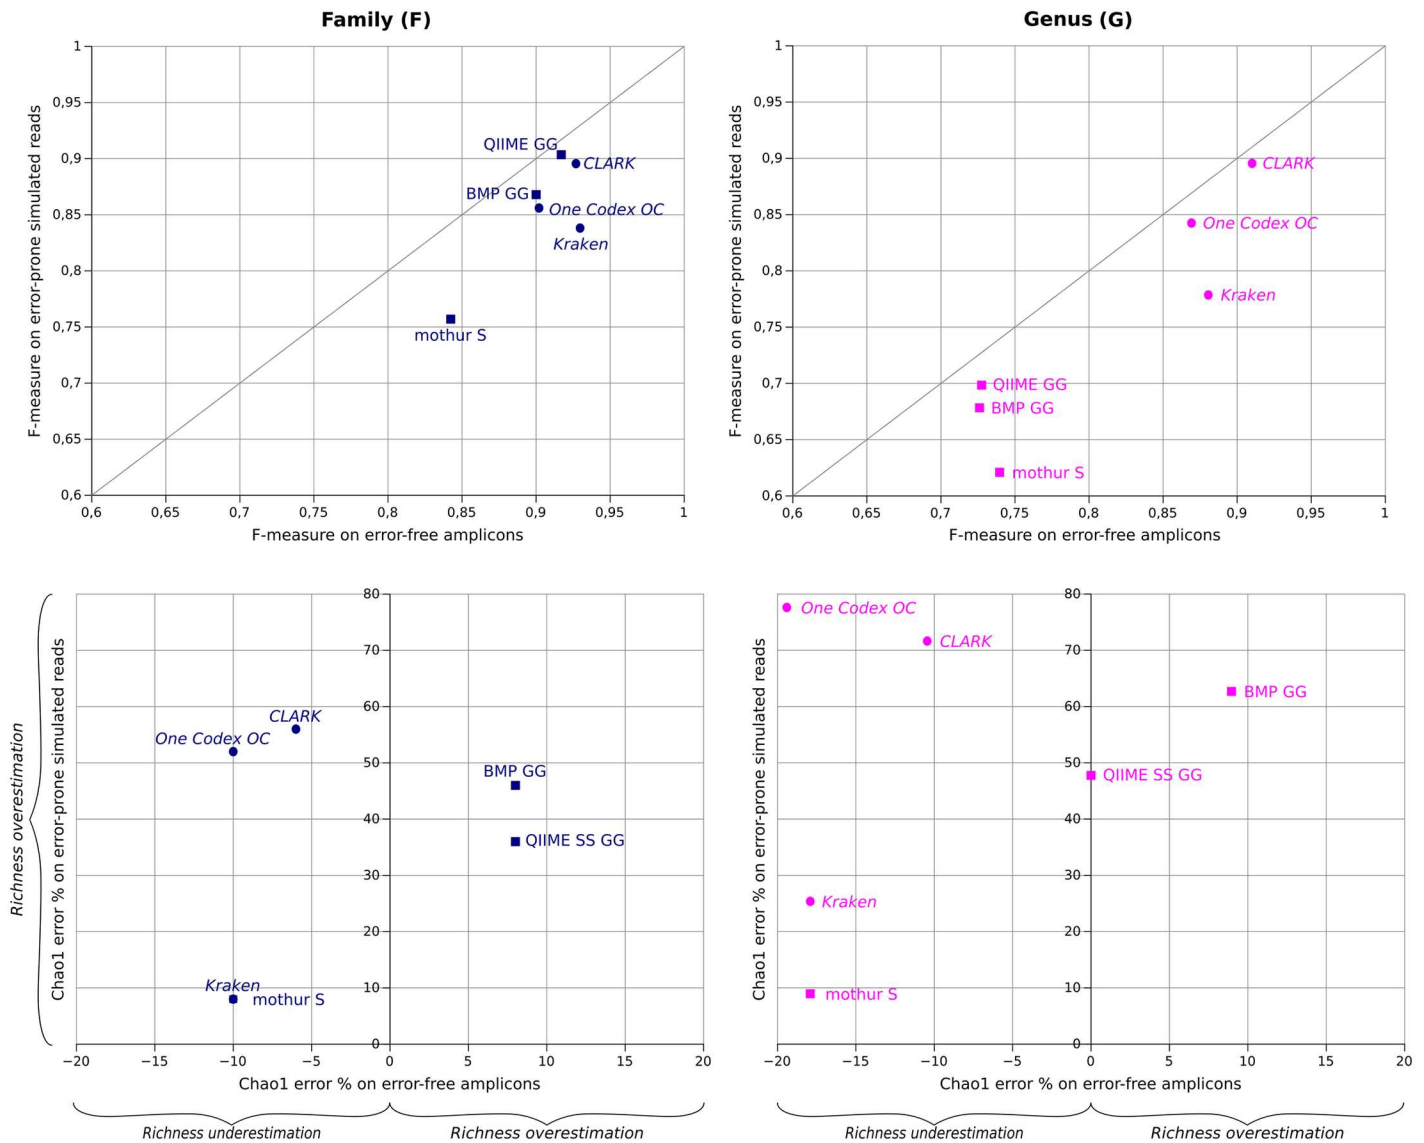 Family (F)
F-measure on error-prone simulated reads
1
0,95
0,9
0,85
0,8
0,75
0,7
0,65
0,6
QIIME GG
CLARK
BMP GG
One Codex OC
Kraken
mothur S
0,6 0,65 0,7 0,75 0,8 0,85 0,9 0,95 1
F-measure on error-free amplicons
Genus (G)
F-measure on error-prone simulated reads
1
0,95
0,9
0,85
0,8
0,75
0,7
0,65
0,6
CLARK
One Codex OC
Kraken
QIIME GG
BMP GG
mothur S
0,6 0,65 0,7 0,75 0,8 0,85 0,9 0,95 1
F-measure on error-free amplicons
Richness overestimation
Chao1 error % on error-prone simulated reads
80
70
60
50
40
30
20
10
0
CLARK
One Codex OC
BMP GG
QIIME SS GG
Kraken
mothur S
−20 −15 −10 −5 0 5 10 15 20
Chao1 error % on error-free amplicons
Richness underestimation
Richness overestimation
Chao1 error % on error-prone simulated reads
80
70
60
50
40
30
20
10
0
One Codex OC
CLARK
BMP GG
QIIME SS GG
Kraken
mothur S
−20 −15 −10 −5 0 5 10 15 20
Chao1 error % on error-free amplicons
Richness underestimation
Richness overestimation